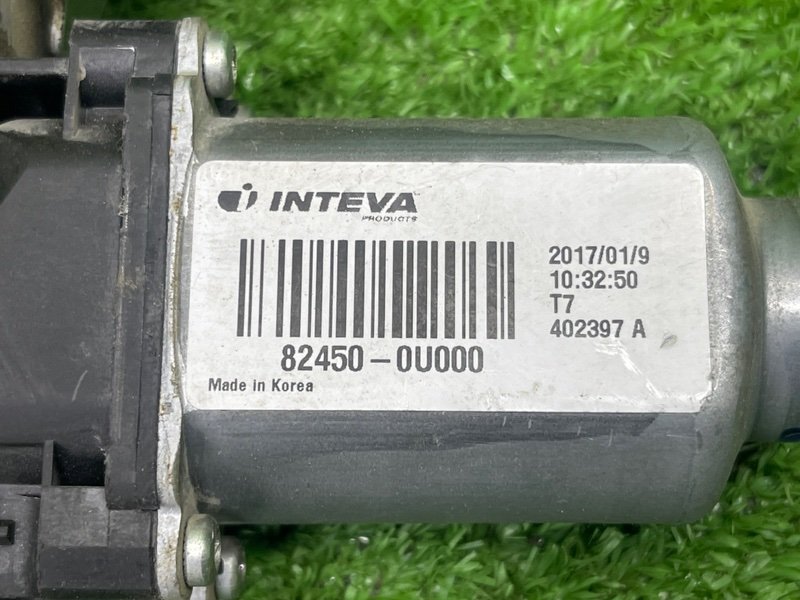 INTEVA
PRODUCTS
2017/01/9
10:32:50
T7
402397 A
82450-0U000
Made in Korea